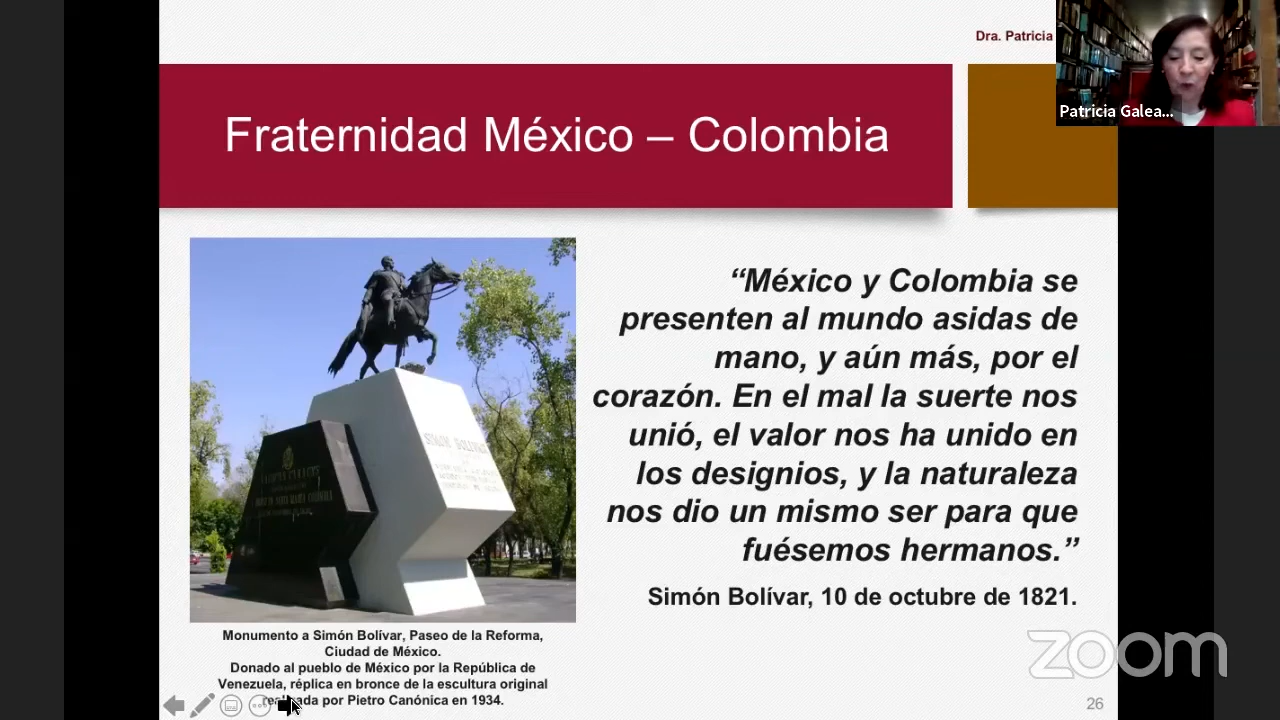 Dra. Patricia
Patricia Galea...
Fraternidad México – Colombia
“México y Colombia se
presenten al mundo asidas de
mano, y aún más, por el
corazón. En el mal la suerte nos
unió, el valor nos ha unido en
los designios, y la naturaleza
nos dio un mismo ser para que
fuésemos hermanos.”
Simón Bolívar, 10 de octubre de 1821.
SIMÓN BOLÍVAR
Monumento a Simón Bolívar, Paseo de la Reforma,
Ciudad de México.
Donado al pueblo de México por la República de
Venezuela, réplica en bronce de la escultura original
realizada por Pietro Canónica en 1934.
zoom
26